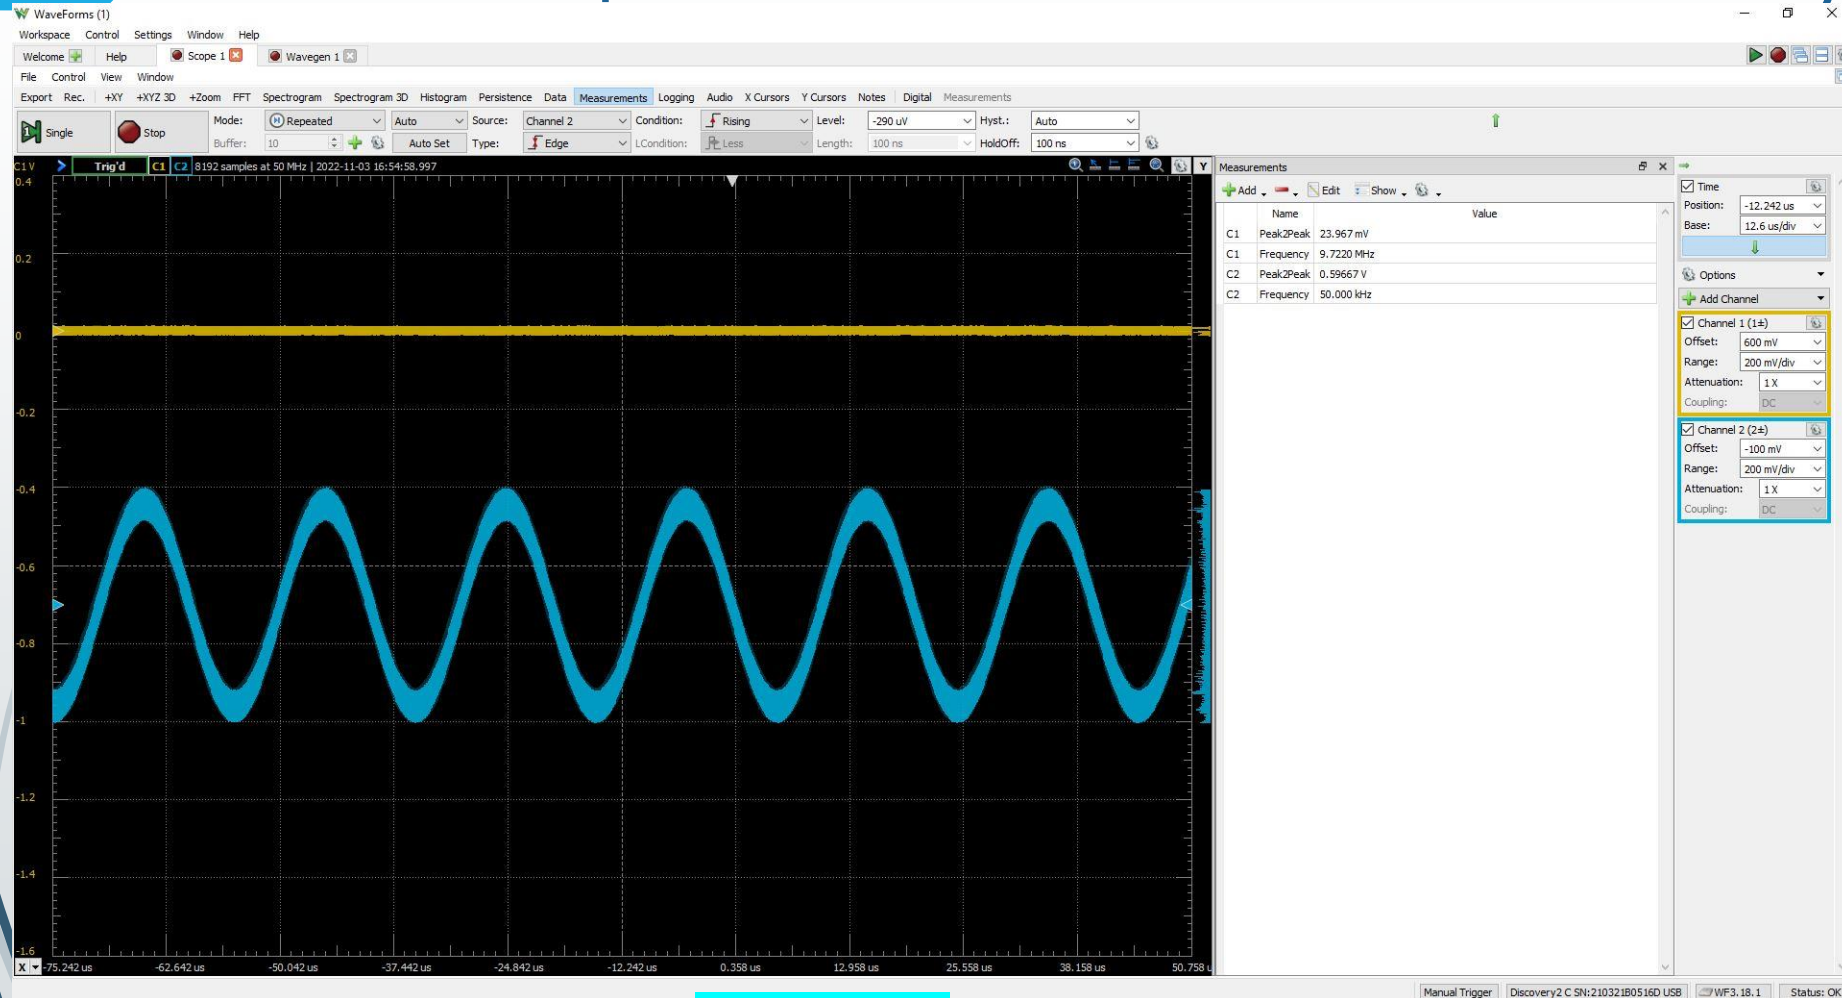 WaveForms (1)
Workspace Control Settings Window Help
Welcome Help Scope 1 Wavegen 1
File Control View Window
Export Rec. +XY +XYZ 3D +Zoom FFT Spectrogram Spectrogram 3D Histogram Persistence Data Measurements Logging Audio X Cursors Y Cursors Notes Digital Measurements
Single Stop Mode: Repeated Auto Source: Channel 2 Condition: Rising Level: -290 uV Hyst.: Auto
Buffer: 10 Auto Set Type: Edge LCondition: Less Length: 100 ns HoldOff: 100 ns
C1 V Trig'd C1 C2 8192 samples at 50 MHz | 2022-11-03 16:54:58.997 Y
0.4
0.2
0
-0.2
-0.4
-0.6
-0.8
-1
-1.2
-1.4
-1.6
X -75.242 us -62.642 us -50.042 us -37.442 us -24.842 us -12.242 us 0.358 us 12.958 us 25.558 us 38.158 us 50.758 u
Measurements
Add Edit Show
Name Value
C1 Peak2Peak 23.967 mV
C1 Frequency 9.7220 MHz
C2 Peak2Peak 0.59667 V
C2 Frequency 50.000 kHz
Time
Position: -12.242 us
Base: 12.6 us/div
Options
Add Channel
Channel 1 (1±)
Offset: 600 mV
Range: 200 mV/div
Attenuation: 1 X
Coupling: DC
Channel 2 (2±)
Offset: -100 mV
Range: 200 mV/div
Attenuation: 1 X
Coupling: DC
Manual Trigger Discovery2 C SN:210321B0516D USB WF3.18.1 Status: OK